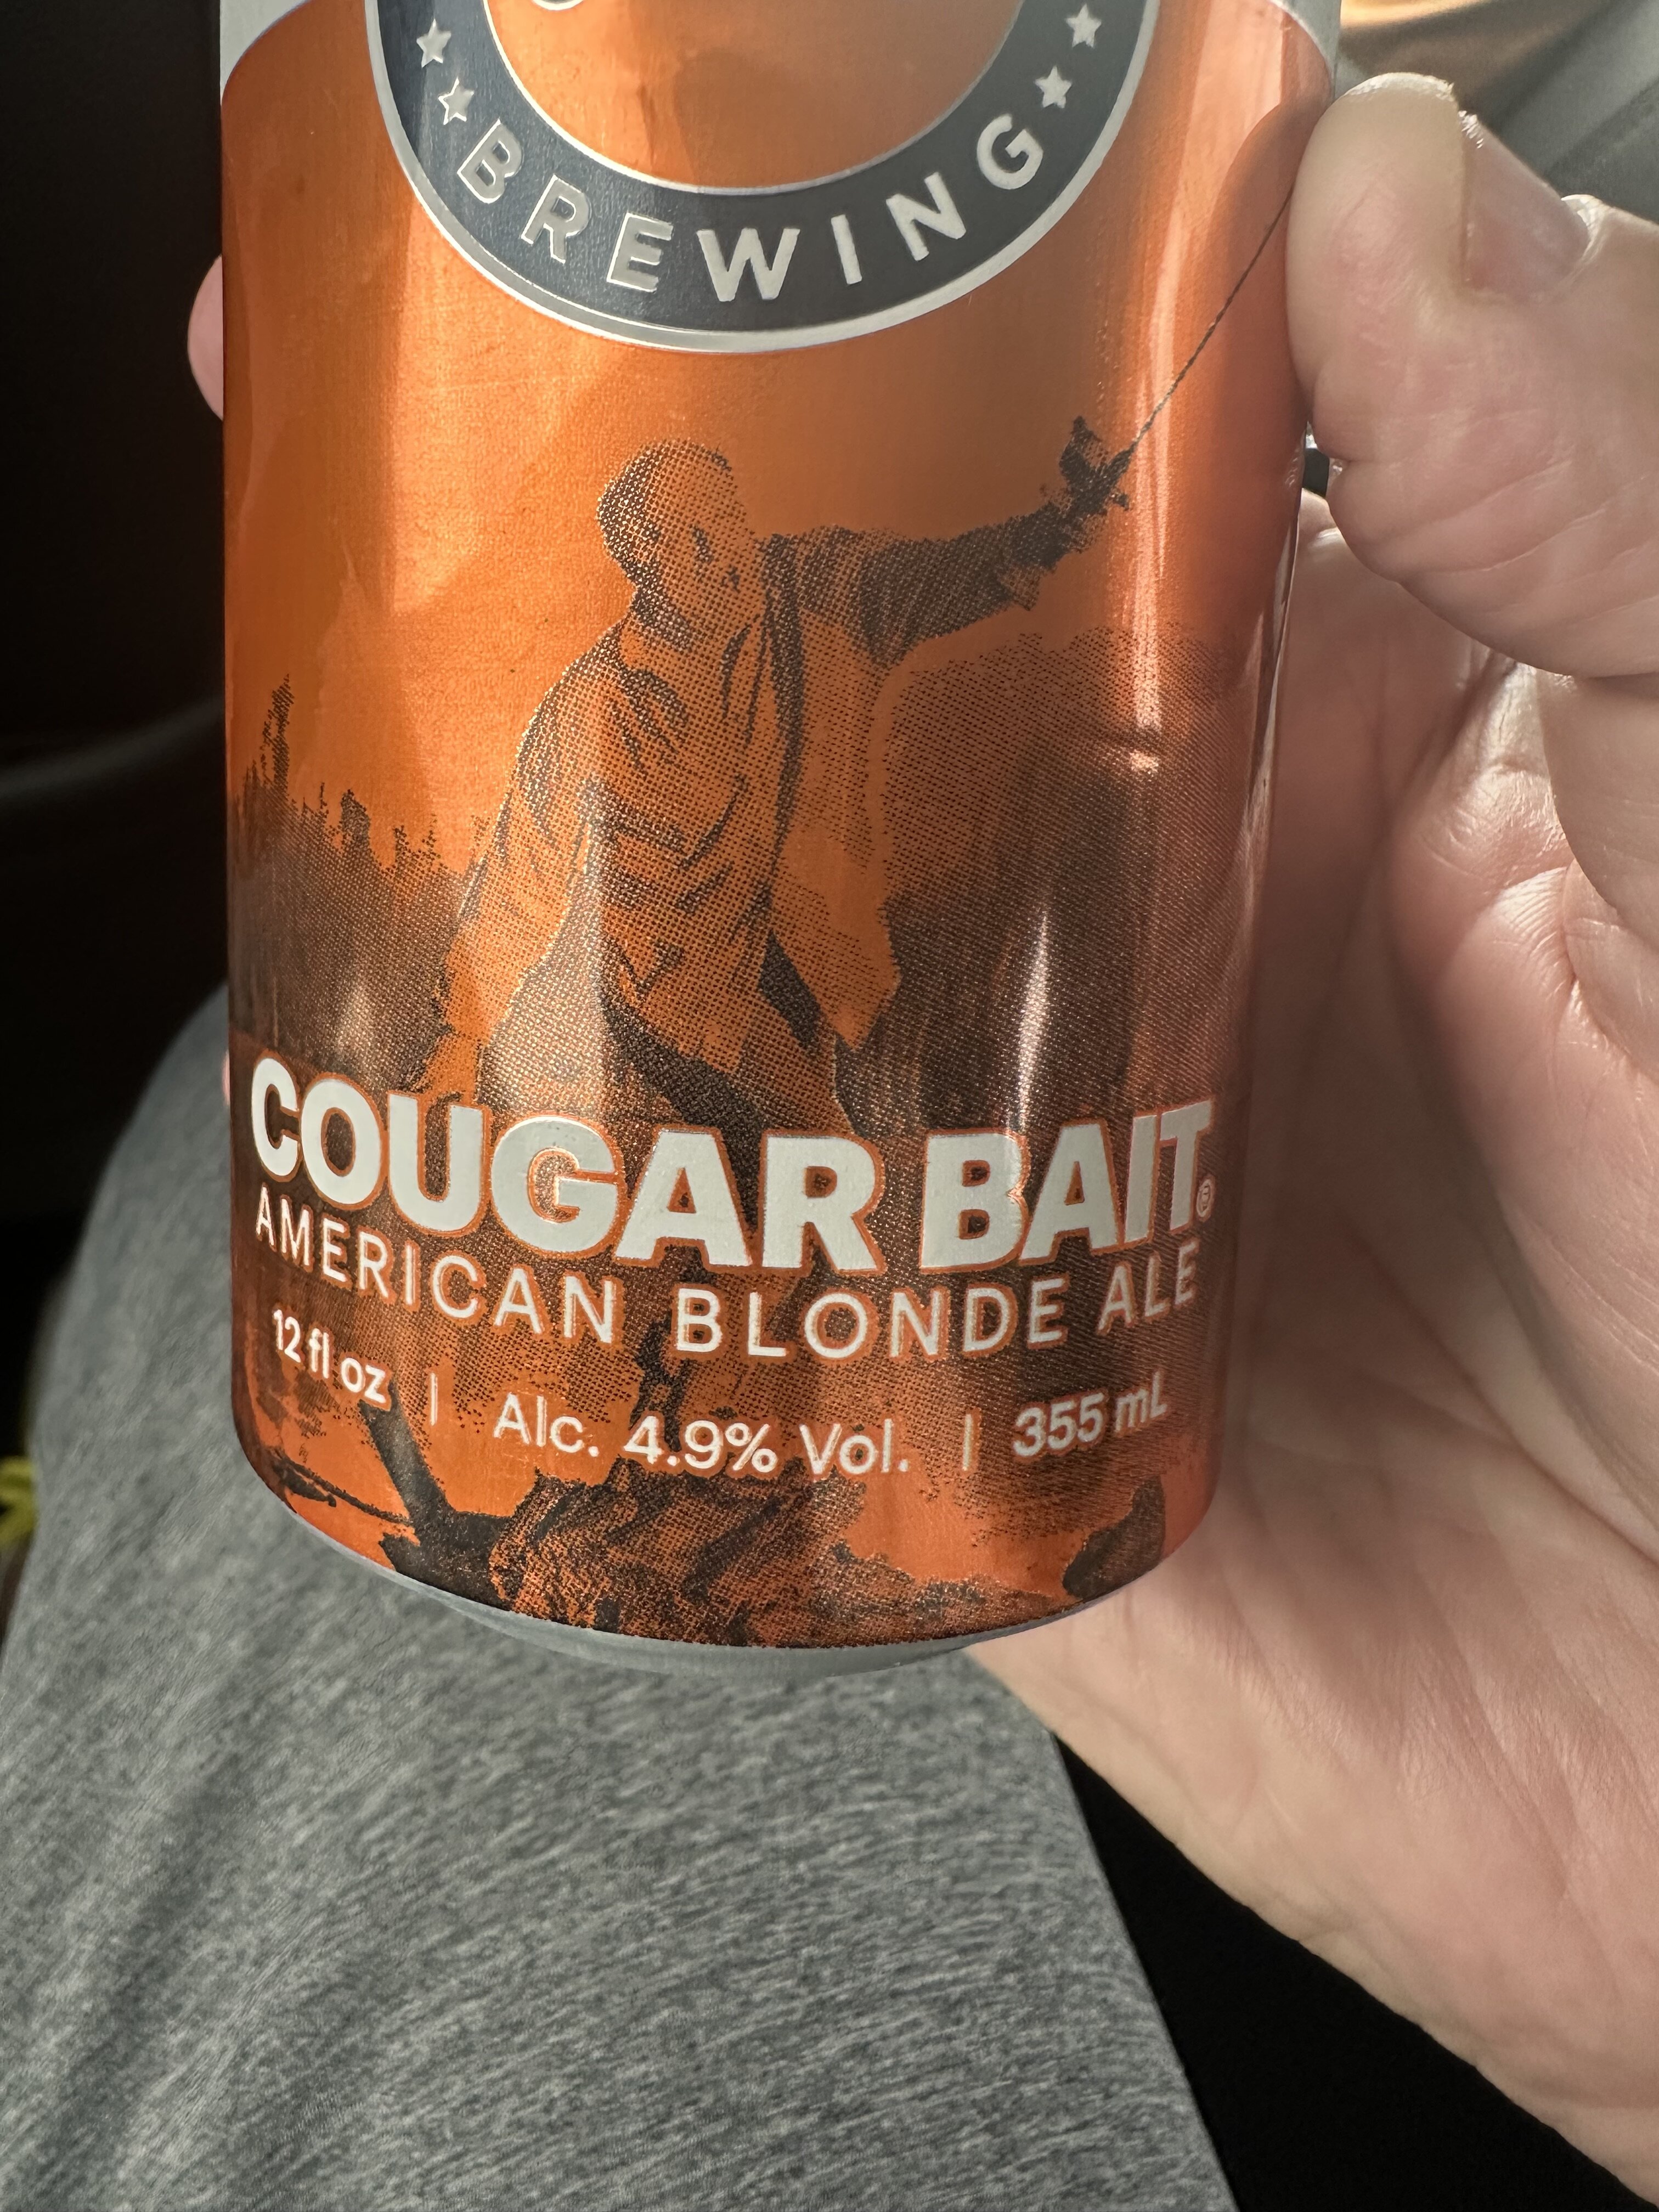 BREWING
COUGAR BAIT®
AMERICAN BLONDE ALE
12 fl oz | Alc. 4.9% Vol. | 355 mL